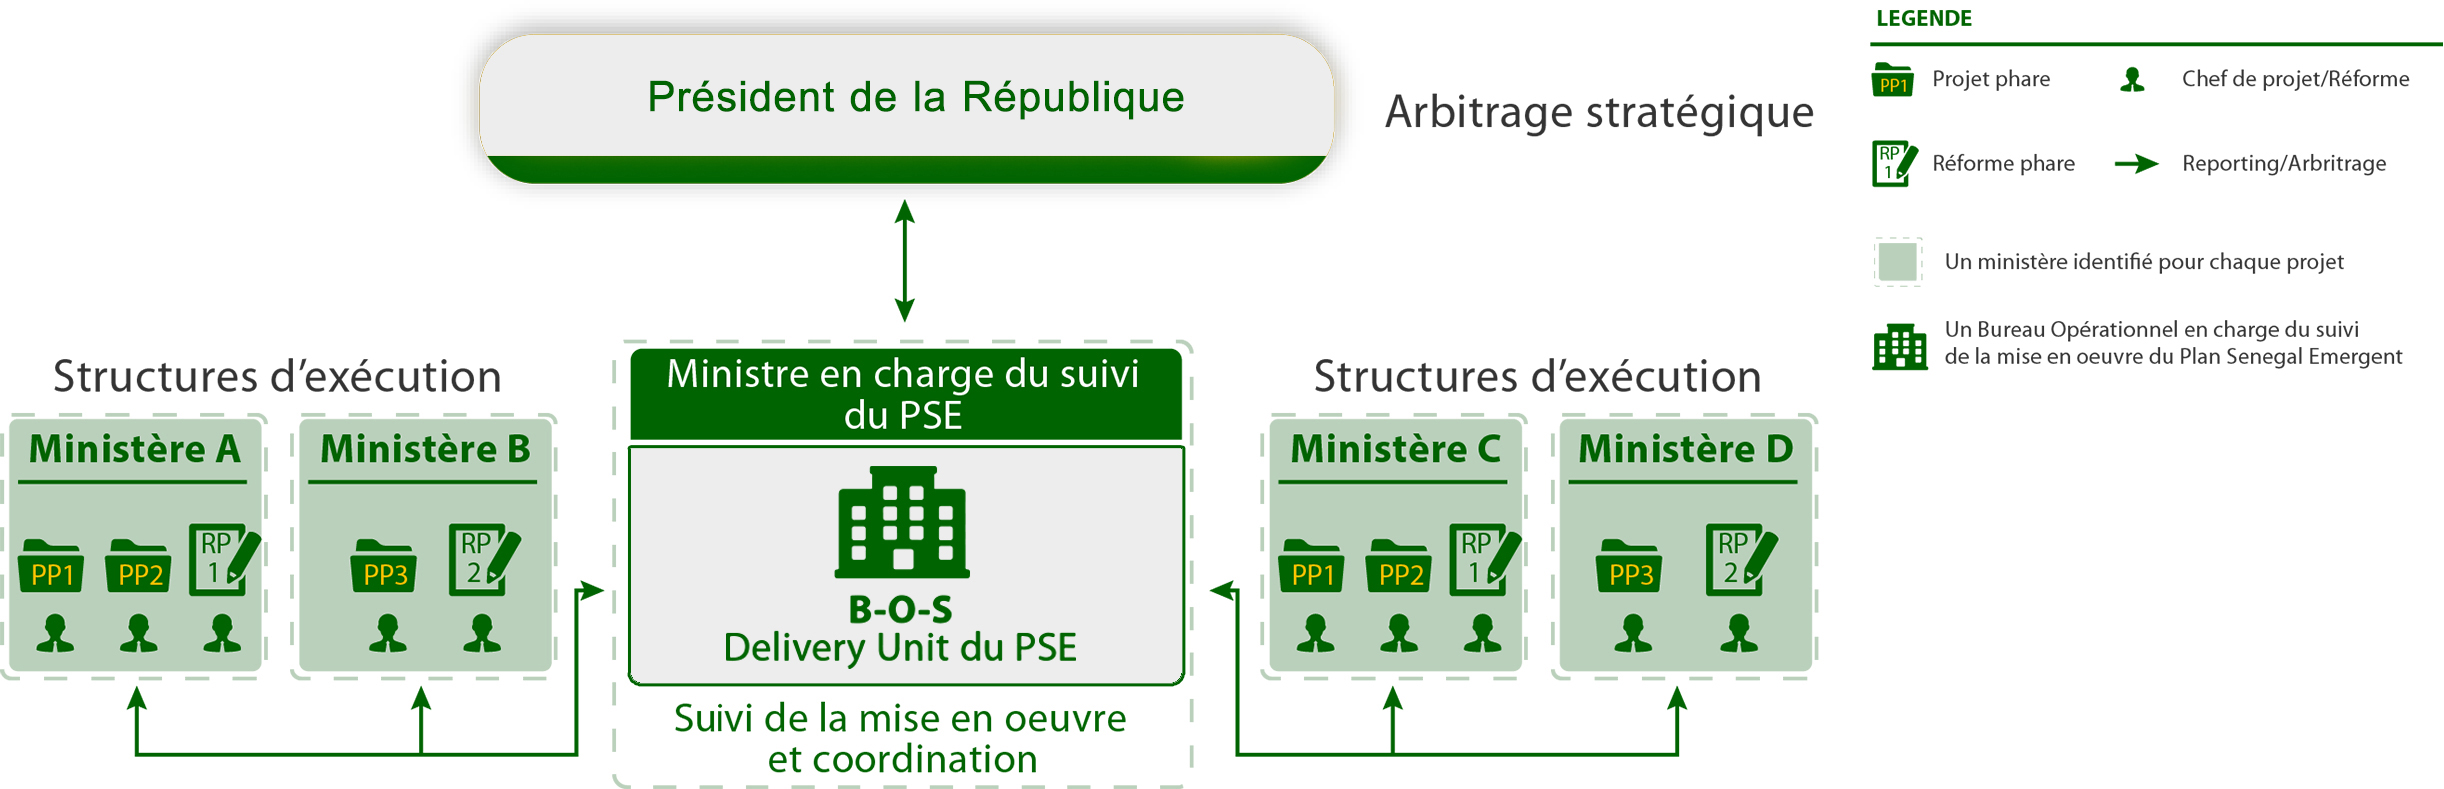 Président de la République
Arbitrage stratégique
LEGENDE
PP1
Projet phare
Chef de projet/Réforme
RP
1
Réforme phare
Reporting/Arbritrage
Un ministère identifié pour chaque projet
Un Bureau Opérationnel en charge du suivi
de la mise en oeuvre du Plan Senegal Emergent
Structures d’exécution
Ministère A
PP1
PP2
RP
1
Ministère B
PP3
RP
2
Ministre en charge du suivi
du PSE
B-O-S
Delivery Unit du PSE
Suivi de la mise en oeuvre
et coordination
Structures d’exécution
Ministère C
PP1
PP2
RP
1
Ministère D
PP3
RP
2